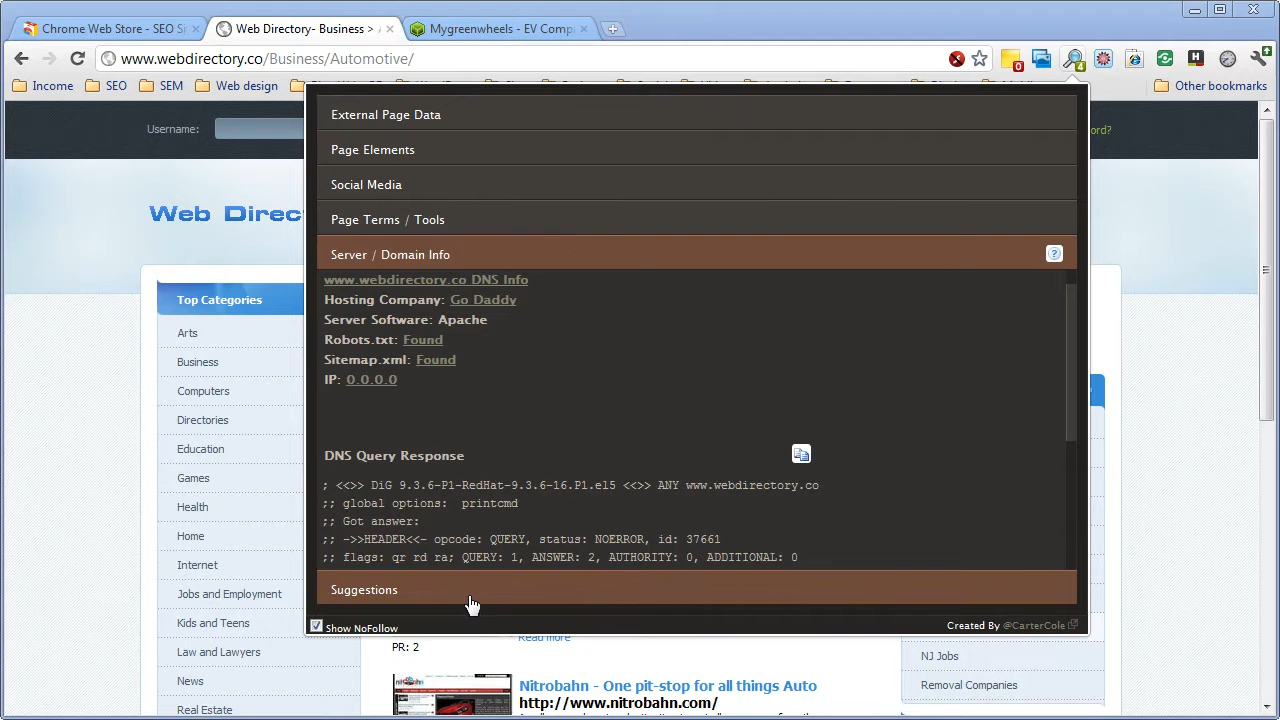 Chrome Web Store - SEO Si
Web Directory- Business > A
Mygreenwheels - EV Comp
www.webdirectory.co/Business/Automotive/
0
4
H
Income
SEO
SEM
Web design
Other bookmarks
Username:
ord?
Web Direc
External Page Data
Page Elements
Social Media
Page Terms / Tools
Server / Domain Info
?
www.webdirectory.co DNS Info
Hosting Company: Go Daddy
Server Software: Apache
Robots.txt: Found
Sitemap.xml: Found
IP: 0.0.0.0
DNS Query Response
; <<>> DiG 9.3.6-P1-RedHat-9.3.6-16.P1.el5 <<>> ANY www.webdirectory.co
;; global options:  printcmd
;; Got answer:
;; ->>HEADER<<- opcode: QUERY, status: NOERROR, id: 37661
;; flags: qr rd ra; QUERY: 1, ANSWER: 2, AUTHORITY: 0, ADDITIONAL: 0
Suggestions
Show NoFollow
Created By @CarterCole
Top Categories
Arts
Business
Computers
Directories
Education
Games
Health
Home
Internet
Jobs and Employment
Kids and Teens
Law and Lawyers
News
Real Estate
Read more
PR: 2
Nitrobahn - One pit-stop for all things Auto
http://www.nitrobahn.com/
NJ Jobs
Removal Companies